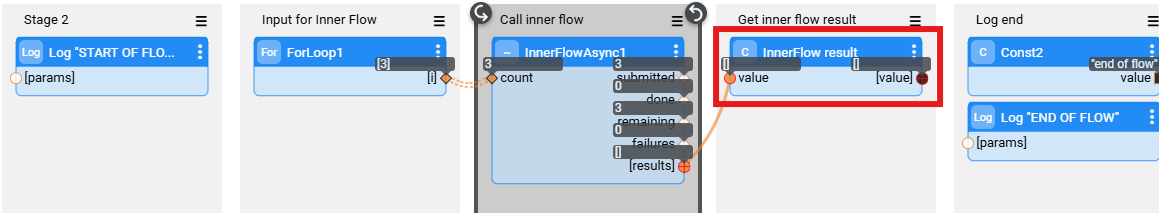 Stage 2
Log Log "START OF FLO...
[params]
Input for Inner Flow
For ForLoop1
[3]
[i]
Call inner flow
~ InnerFlowAsync1
3
3
count
submitted
0
done
3
remaining
0
failures
[]
[results]
Get inner flow result
C InnerFlow result
[]
[]
value
[value]
Log end
C Const2
"end of flow"
value
Log Log "END OF FLOW"
[params]